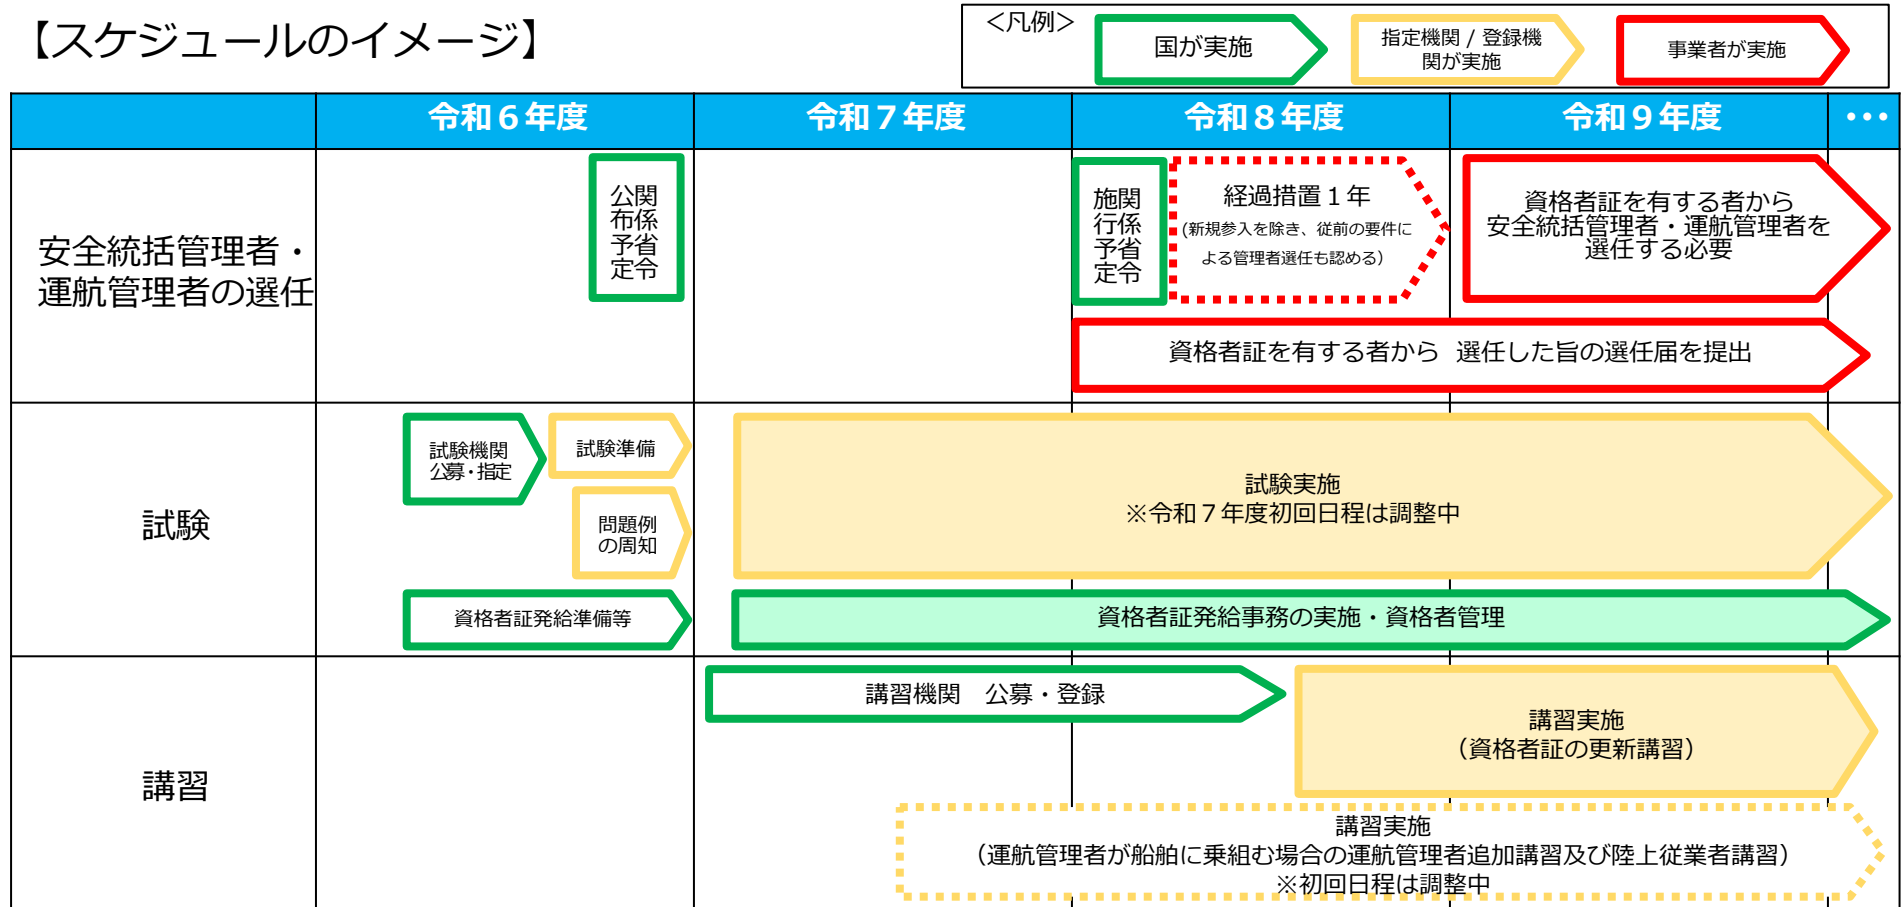 【スケジュールのイメージ】
＜凡例＞
国が実施
指定機関 / 登録機
関が実施
事業者が実施
令和６年度
令和７年度
令和８年度
令和９年度
…
安全統括管理者・
運航管理者の選任
関係省令
公布予定
関係省令
施行予定
経過措置１年
(新規参入を除き、従前の要件に
よる管理者選任も認める)
資格者証を有する者から
安全統括管理者・運航管理者を
選任する必要
資格者証を有する者から 選任した旨の選任届を提出
試験
試験機関
公募・指定
試験準備
問題例
の周知
試験実施
※令和７年度初回日程は調整中
資格者証発給準備等
資格者証発給事務の実施・資格者管理
講習
講習機関　公募・登録
講習実施
（資格者証の更新講習）
講習実施
（運航管理者が船舶に乗組む場合の運航管理者追加講習及び陸上従業者講習）
※初回日程は調整中